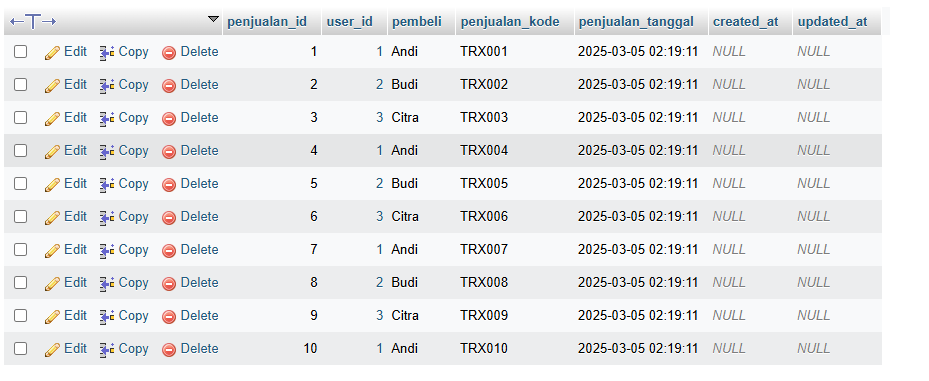 penjualan_id user_id pembeli penjualan_kode penjualan_tanggal created_at updated_at
Edit Copy Delete 1 1 Andi TRX001 2025-03-05 02:19:11 NULL NULL
Edit Copy Delete 2 2 Budi TRX002 2025-03-05 02:19:11 NULL NULL
Edit Copy Delete 3 3 Citra TRX003 2025-03-05 02:19:11 NULL NULL
Edit Copy Delete 4 1 Andi TRX004 2025-03-05 02:19:11 NULL NULL
Edit Copy Delete 5 2 Budi TRX005 2025-03-05 02:19:11 NULL NULL
Edit Copy Delete 6 3 Citra TRX006 2025-03-05 02:19:11 NULL NULL
Edit Copy Delete 7 1 Andi TRX007 2025-03-05 02:19:11 NULL NULL
Edit Copy Delete 8 2 Budi TRX008 2025-03-05 02:19:11 NULL NULL
Edit Copy Delete 9 3 Citra TRX009 2025-03-05 02:19:11 NULL NULL
Edit Copy Delete 10 1 Andi TRX010 2025-03-05 02:19:11 NULL NULL